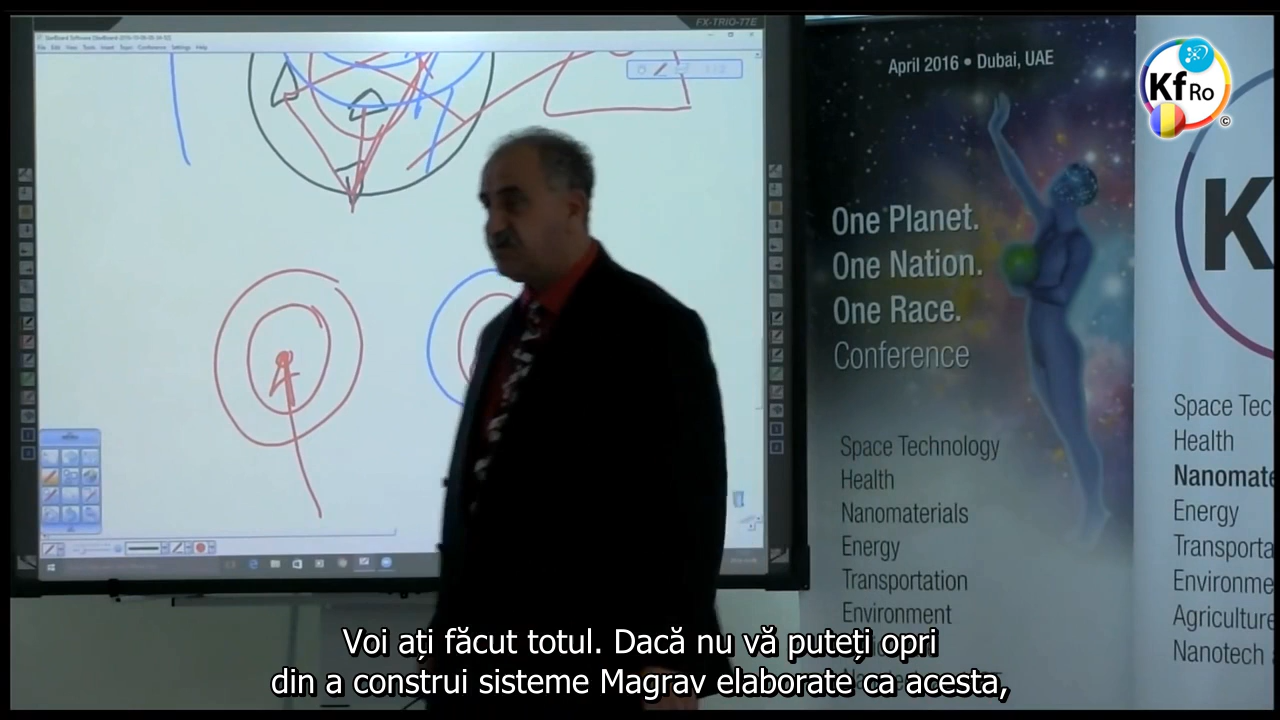 FX-TRIO-77E
April 2016 • Dubai, UAE
Kf Ro
©
One Planet.
One Nation.
One Race.
Conference
Space Technology
Health
Nanomaterials
Energy
Transportation
Environment
K
Space Tec
Health
Nanomate
Energy
Transporta
Environme
Agriculture
Nanotech
Voi ați făcut totul. Dacă nu vă puteți opri
din a construi sisteme Magrav elaborate ca acesta,